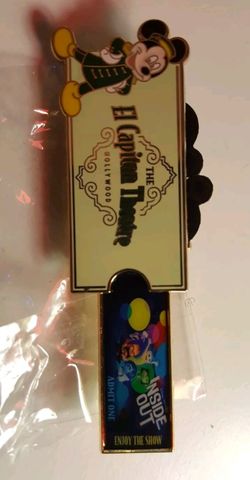 THE
El Capitan Theatre
HOLLYWOOD
INSIDE
OUT
ADMIT ONE
ENJOY THE SHOW